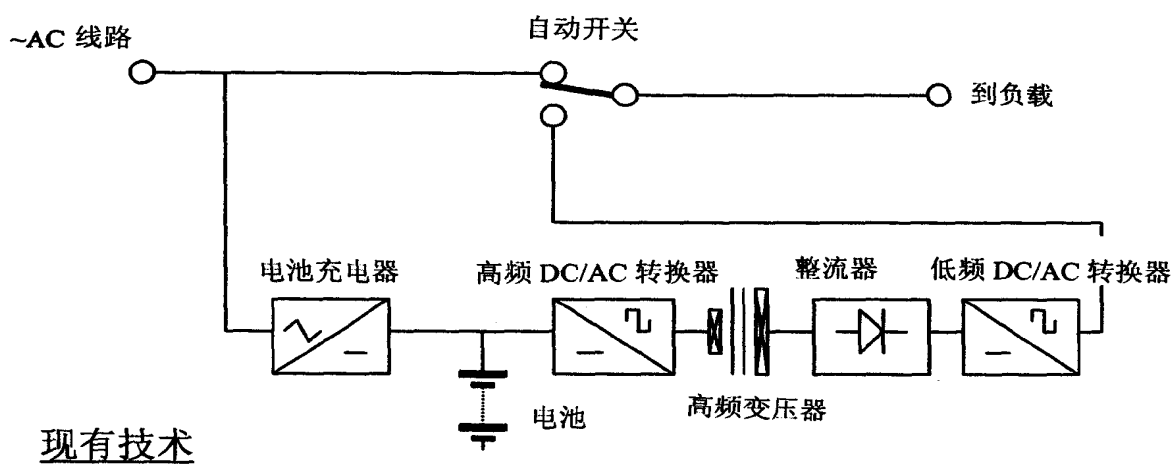 ~AC 线路
自动开关
到负载
电池充电器
高频 DC/AC 转换器
整流器
低频 DC/AC 转换器
电池
高频变压器
现有技术